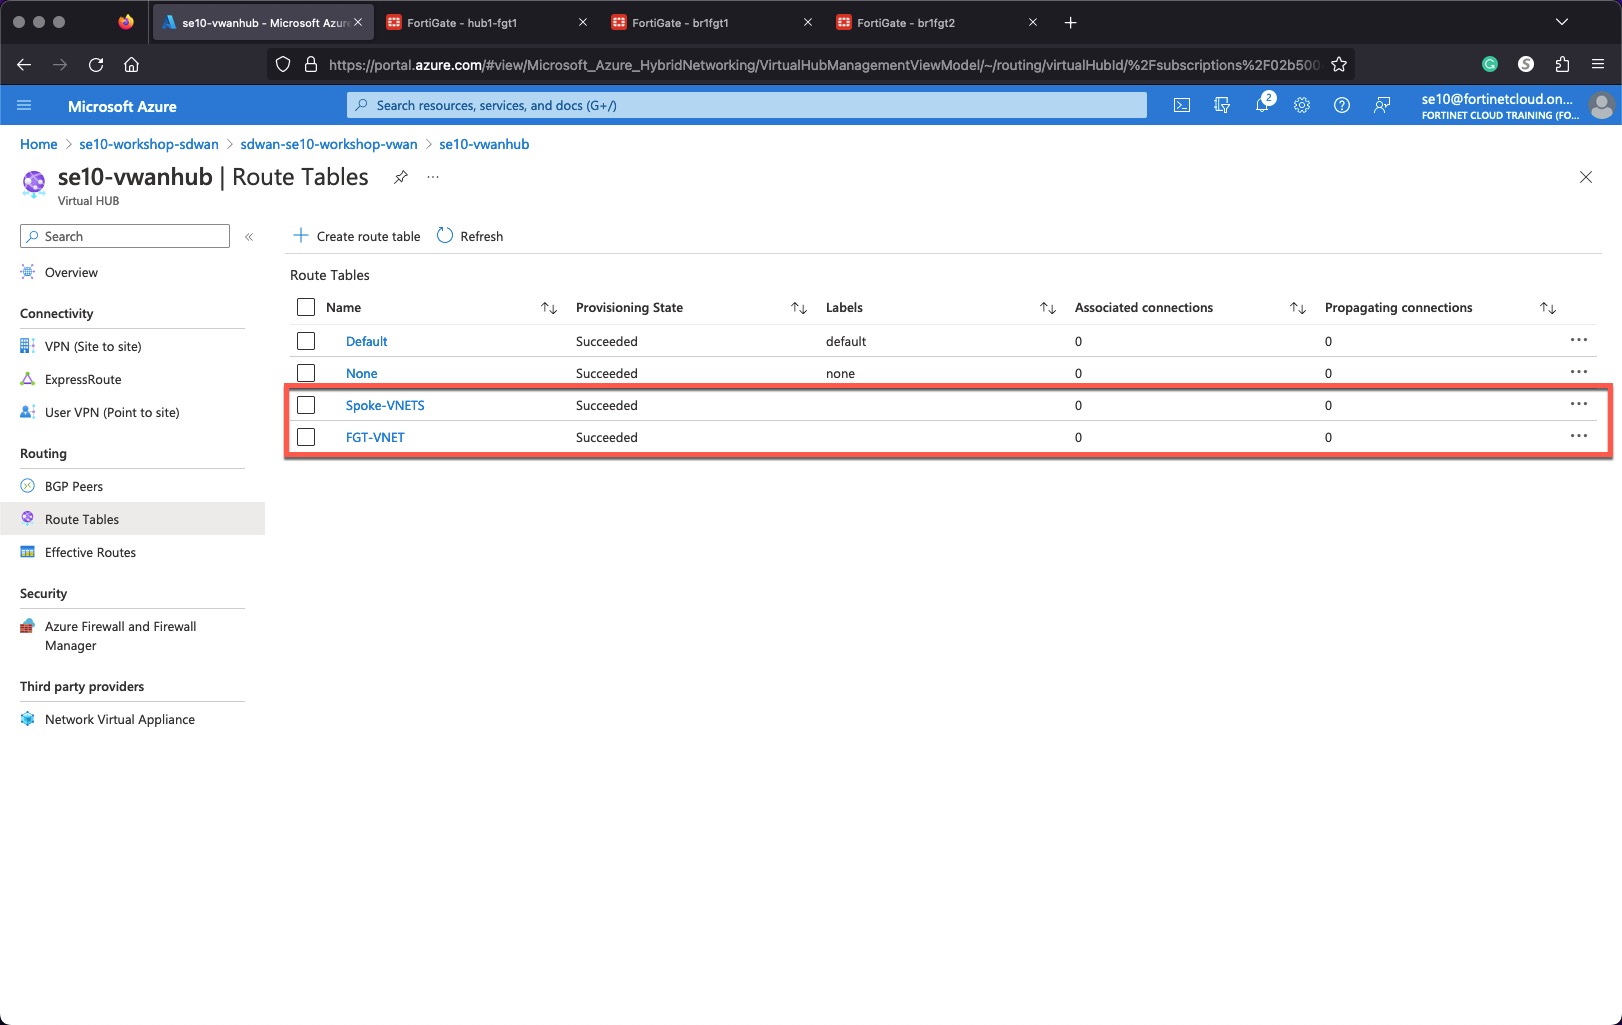 se10-vwanhub - Microsoft Azure
FortiGate - hub1-fgt1
FortiGate - br1fgt1
FortiGate - br1fgt2
https://portal.azure.com/#view/Microsoft_Azure_HybridNetworking/VirtualHubManagementViewModel/~/routing/virtualHubId/%2Fsubscriptions%2F02b500
Microsoft Azure
Search resources, services, and docs (G+/)
2
se10@fortinetcloud.on...
FORTINET CLOUD TRAINING (FO...
Home > se10-workshop-sdwan > sdwan-se10-workshop-vwan > se10-vwanhub
se10-vwanhub | Route Tables
Virtual HUB
Search
Overview
Connectivity
VPN (Site to site)
ExpressRoute
User VPN (Point to site)
Routing
BGP Peers
Route Tables
Effective Routes
Security
Azure Firewall and Firewall
Manager
Third party providers
Network Virtual Appliance
Create route table Refresh
Route Tables
Name Provisioning State Labels Associated connections Propagating connections
Default Succeeded default 0 0
None Succeeded none 0 0
Spoke-VNETS Succeeded 0 0
FGT-VNET Succeeded 0 0